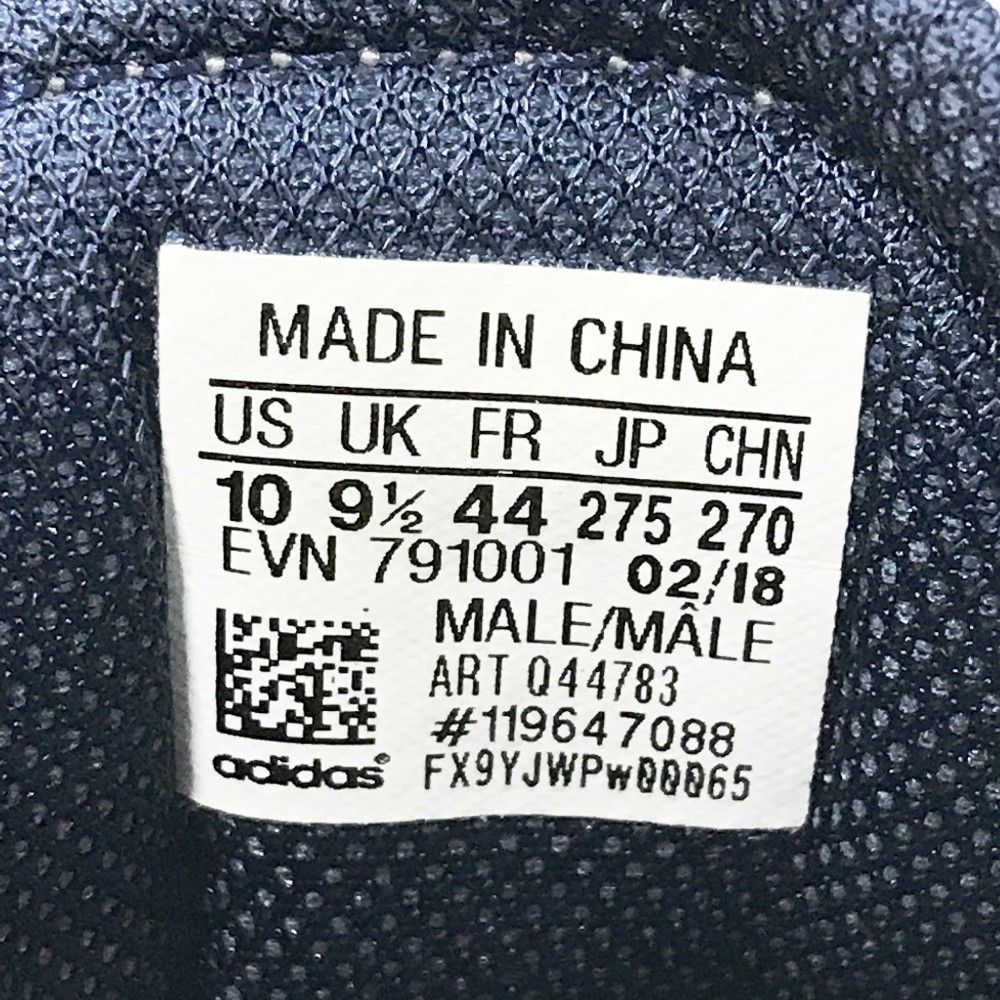 MADE IN CHINA
US UK FR JP CHN
10 9½ 44 275 270
EVN 791001 02/18
MALE/MÂLE
ART Q44783
#119647088
adidas® FX9YJWPw00065